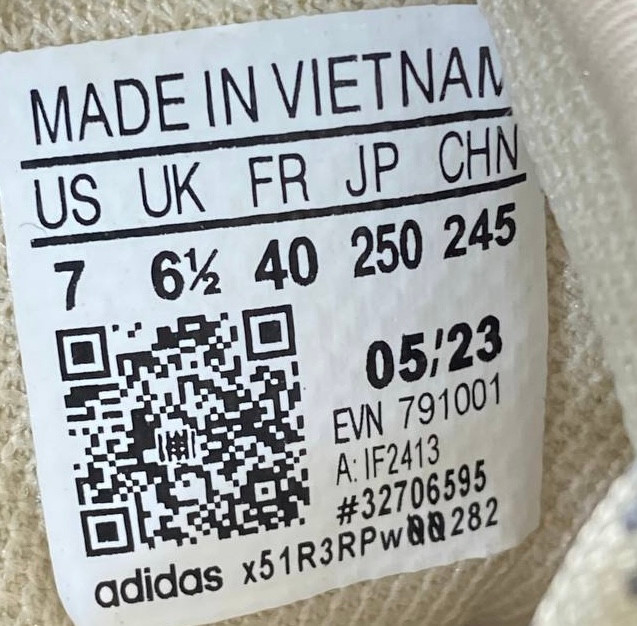 MADE IN VIETNAM
US UK FR JP CHN
7 6½ 40 250 245
05/23
EVN 791001
A: IF2413
#32706595
adidas x51R3RPw00282